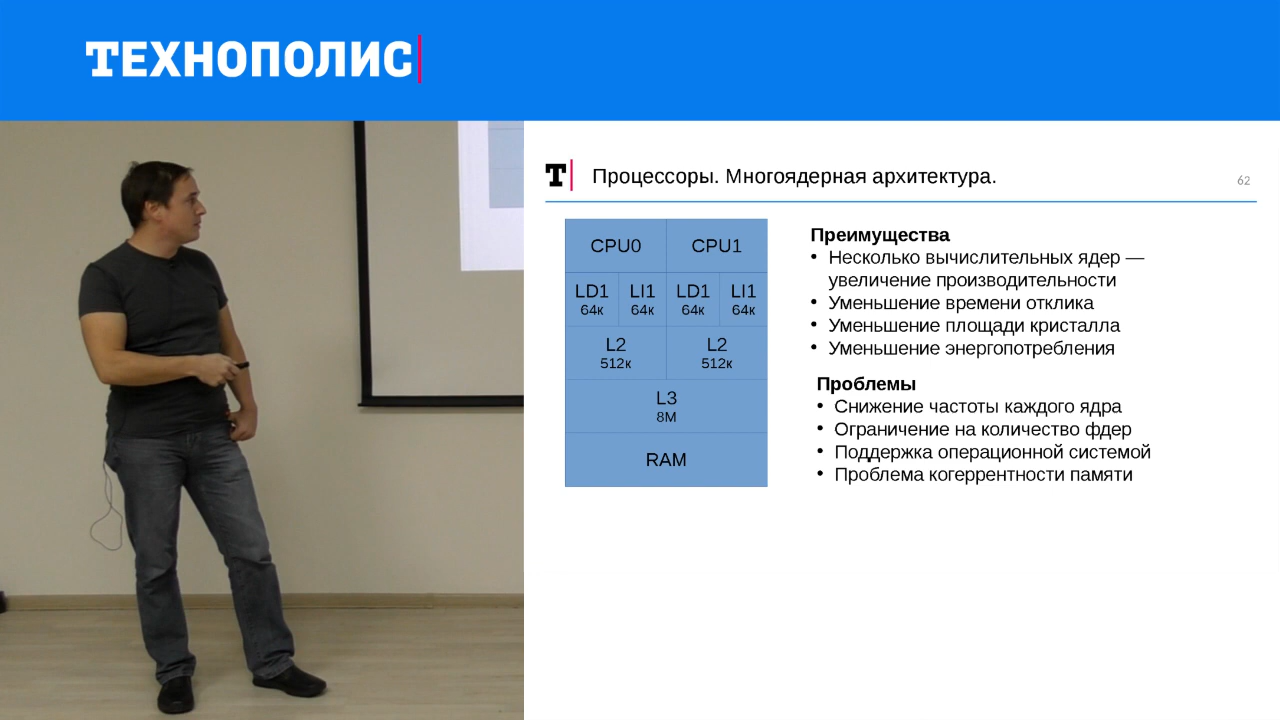 ТЕХНОПОЛИС
Т Процессоры. Многоядерная архитектура. 62
CPU0 CPU1
LD1 LI1 LD1 LI1
64к 64к 64к 64к
L2 L2
512к 512к
L3
8М
RAM
Преимущества
• Несколько вычислительных ядер —
увеличение производительности
• Уменьшение времени отклика
• Уменьшение площади кристалла
• Уменьшение энергопотребления
Проблемы
• Снижение частоты каждого ядра
• Ограничение на количество фдер
• Поддержка операционной системой
• Проблема когеррентности памяти